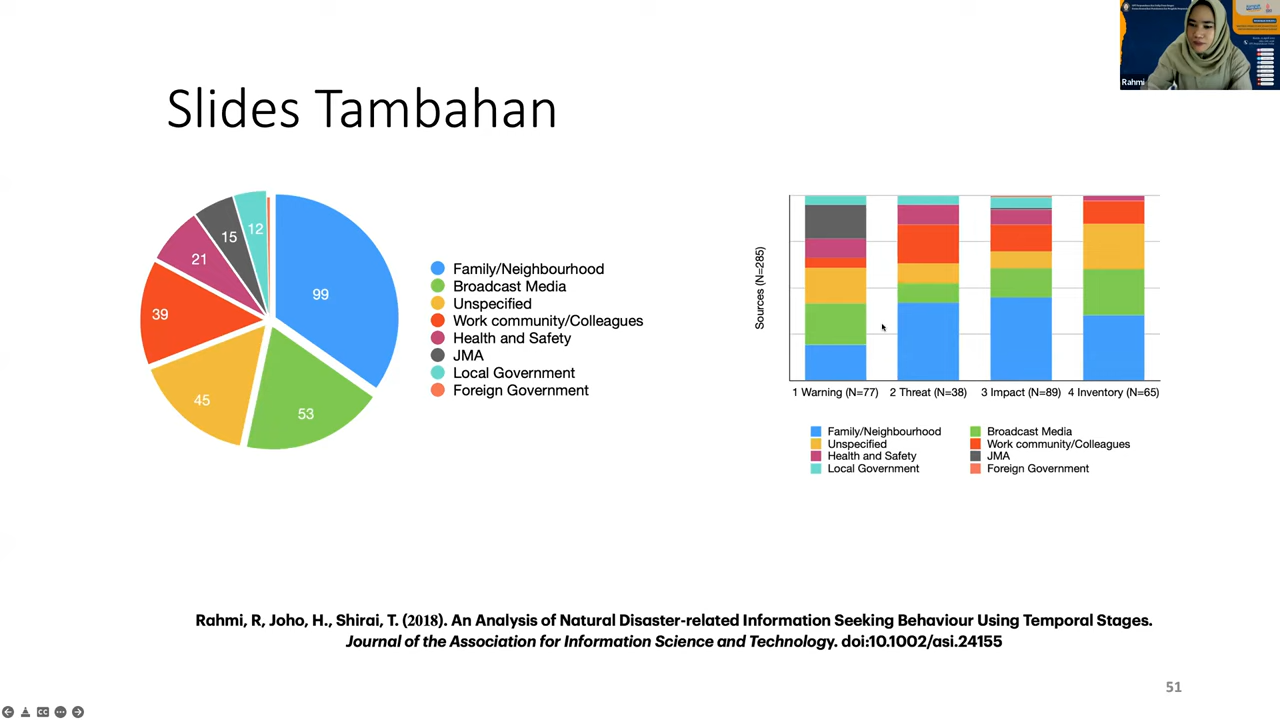 Rahmi
Slides Tambahan
99
53
45
39
21
15
12
Family/Neighbourhood
Broadcast Media
Unspecified
Work community/Colleagues
Health and Safety
JMA
Local Government
Foreign Government
Sources (N=285)
1 Warning (N=77) 2 Threat (N=38) 3 Impact (N=89) 4 Inventory (N=65)
Family/Neighbourhood Broadcast Media
Unspecified Work community/Colleagues
Health and Safety JMA
Local Government Foreign Government
Rahmi, R, Joho, H., Shirai, T. (2018). An Analysis of Natural Disaster-related Information Seeking Behaviour Using Temporal Stages.
Journal of the Association for Information Science and Technology. doi:10.1002/asi.24155
51
CC